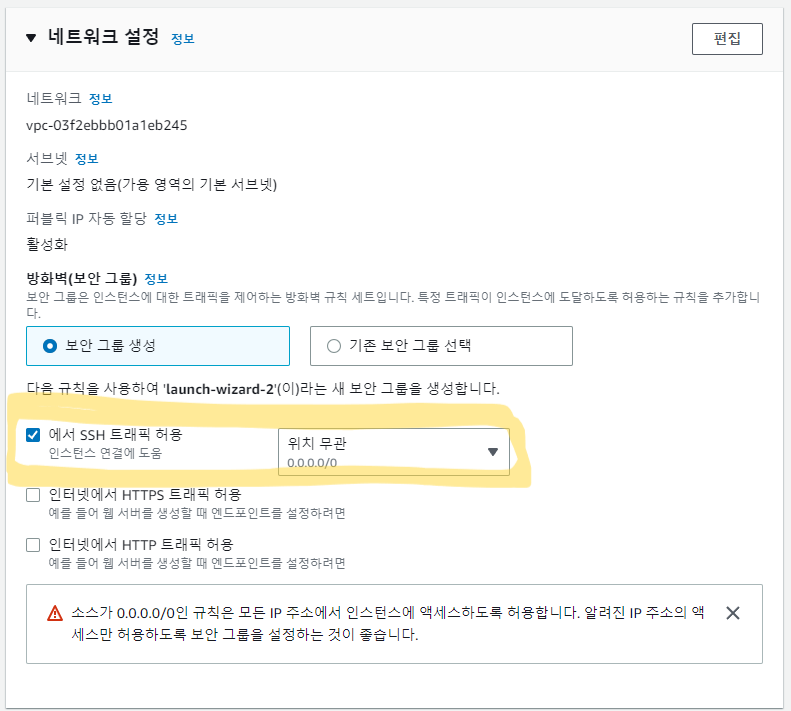 네트워크 설정 정보
편집
네트워크 정보
vpc-03f2ebbb01a1eb245
서브넷 정보
기본 설정 없음(가용 영역의 기본 서브넷)
퍼블릭 IP 자동 할당 정보
활성화
방화벽(보안 그룹) 정보
보안 그룹은 인스턴스에 대한 트래픽을 제어하는 방화벽 규칙 세트입니다. 특정 트래픽이 인스턴스에 도달하도록 허용하는 규칙을 추가합니
다.
보안 그룹 생성
기존 보안 그룹 선택
다음 규칙을 사용하여 'launch-wizard-2'(이)라는 새 보안 그룹을 생성합니다.
에서 SSH 트래픽 허용
인스턴스 연결에 도움
위치 무관
0.0.0.0/0
인터넷에서 HTTPS 트래픽 허용
예를 들어 웹 서버를 생성할 때 엔드포인트를 설정하려면
인터넷에서 HTTP 트래픽 허용
예를 들어 웹 서버를 생성할 때 엔드포인트를 설정하려면
소스가 0.0.0.0/0인 규칙은 모든 IP 주소에서 인스턴스에 액세스하도록 허용합니다. 알려진 IP 주소의 액
세스만 허용하도록 보안 그룹을 설정하는 것이 좋습니다.